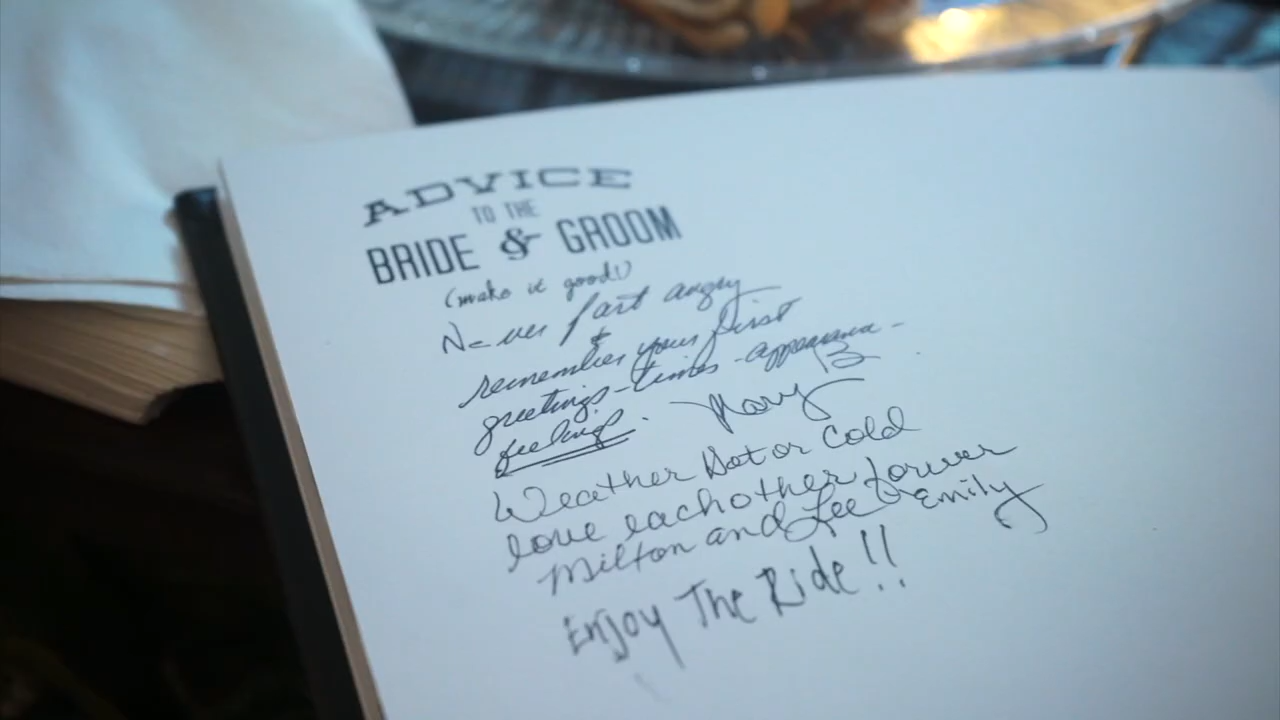 ADVICE
TO THE
BRIDE & GROOM
(make it good!)
Never fart angry
&
remember your first
greetings-times-appearance-
feelings. Mary
Weather Hot or Cold
love eachother forever
Milton and Lee Emily
Enjoy The Ride!!